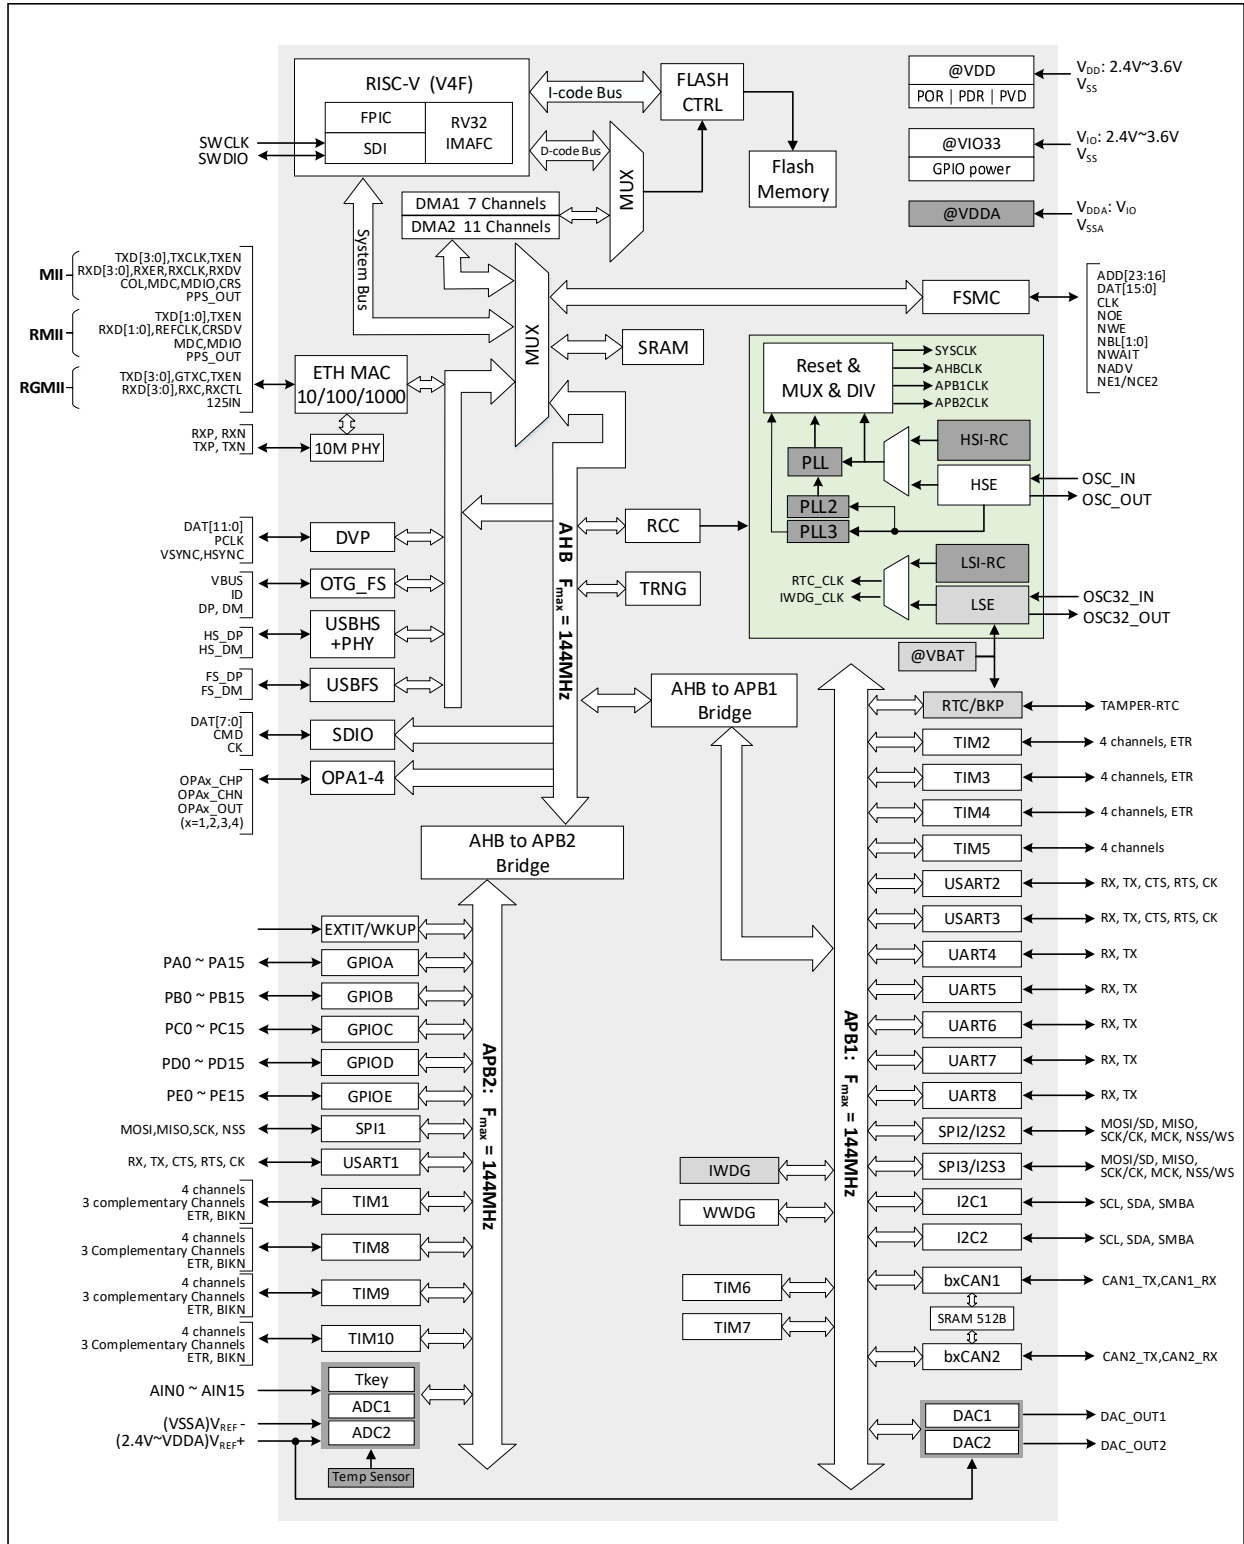 RISC-V (V4F)
FPIC
SDI
RV32
IMAFC
SWCLK
SWDIO
I-code Bus
D-code Bus
FLASH
CTRL
MUX
Flash
Memory
DMA1 7 Channels
DMA2 11 Channels
System Bus
MUX
@VDD
POR | PDR | PVD
VDD: 2.4V~3.6V
VSS
@VIO33
GPIO power
VIO: 2.4V~3.6V
VSS
@VDDA
VDDA: VIO
VSSA
MII
TXD[3:0],TXCLK,TXEN
RXD[3:0],RXER,RXCLK,RXDV
COL,MDC,MDIO,CRS
PPS_OUT
RMII
TXD[1:0],TXEN
RXD[1:0],REFCLK,CRSDV
MDC,MDIO
PPS_OUT
RGMII
TXD[3:0],GTXC,TXEN
RXD[3:0],RXC,RXCTL
125IN
ETH MAC
10/100/1000
RXP, RXN
TXP, TXN
10M PHY
SRAM
FSMC
ADD[23:16]
DAT[15:0]
CLK
NOE
NWE
NBL[1:0]
NWAIT
NADV
NE1/NCE2
Reset &
MUX & DIV
SYSCLK
AHBCLK
APB1CLK
APB2CLK
PLL
HSI-RC
HSE
OSC_IN
OSC_OUT
PLL2
PLL3
LSI-RC
RTC_CLK
IWDG_CLK
LSE
OSC32_IN
OSC32_OUT
@VBAT
RCC
TRNG
AHB Fmax = 144MHz
DAT[11:0]
PCLK
VSYNC,HSYNC
DVP
VBUS
ID
DP, DM
OTG_FS
HS_DP
HS_DM
USBHS
+PHY
FS_DP
FS_DM
USBFS
DAT[7:0]
CMD
CK
SDIO
OPAx_CHP
OPAx_CHN
OPAx_OUT
(x=1,2,3,4)
OPA1-4
AHB to APB1
Bridge
AHB to APB2
Bridge
EXTIT/WKUP
PA0 ~ PA15
GPIOA
PB0 ~ PB15
GPIOB
PC0 ~ PC15
GPIOC
PD0 ~ PD15
GPIOD
PE0 ~ PE15
GPIOE
MOSI,MISO,SCK, NSS
SPI1
RX, TX, CTS, RTS, CK
USART1
4 channels
3 complementary Channels
ETR, BIKN
TIM1
4 channels
3 Complementary Channels
ETR, BIKN
TIM8
4 channels
3 complementary Channels
ETR, BIKN
TIM9
4 channels
3 Complementary Channels
ETR, BIKN
TIM10
AIN0 ~ AIN15
Tkey
ADC1
ADC2
(VSSA)VREF -
(2.4V~VDDA)VREF+
Temp Sensor
APB2: Fmax = 144MHz
IWDG
WWDG
TIM6
TIM7
APB1: Fmax = 144MHz
RTC/BKP
TAMPER-RTC
TIM2
4 channels, ETR
TIM3
4 channels, ETR
TIM4
4 channels, ETR
TIM5
4 channels
USART2
RX, TX, CTS, RTS, CK
USART3
RX, TX, CTS, RTS, CK
UART4
RX, TX
UART5
RX, TX
UART6
RX, TX
UART7
RX, TX
UART8
RX, TX
SPI2/I2S2
MOSI/SD, MISO,
SCK/CK, MCK, NSS/WS
SPI3/I2S3
MOSI/SD, MISO,
SCK/CK, MCK, NSS/WS
I2C1
SCL, SDA, SMBA
I2C2
SCL, SDA, SMBA
bxCAN1
CAN1_TX,CAN1_RX
SRAM 512B
bxCAN2
CAN2_TX,CAN2_RX
DAC1
DAC_OUT1
DAC2
DAC_OUT2